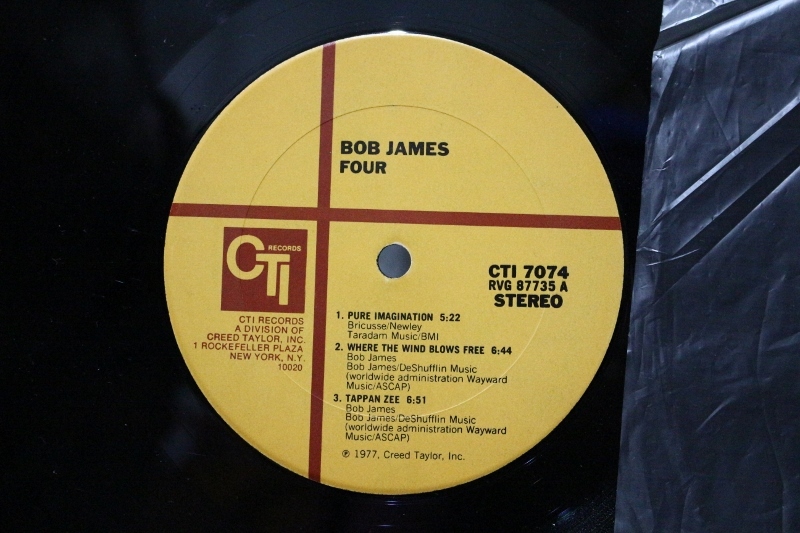 BOB JAMES
FOUR
CTI RECORDS
CTI RECORDS
A DIVISION OF
CREED TAYLOR, INC.
1 ROCKEFELLER PLAZA
NEW YORK, N.Y.
10020
CTI 7074
RVG 87735 A
STEREO
1. PURE IMAGINATION 5:22
Bricusse/Newley
Taradam Music/BMI
2. WHERE THE WIND BLOWS FREE 6:44
Bob James
Bob James/DeShufflin Music
(worldwide administration Wayward
Music/ASCAP)
3. TAPPAN ZEE 6:51
Bob James
Bob James/DeShufflin Music
(worldwide administration Wayward
Music/ASCAP)
℗ 1977, Creed Taylor, Inc.